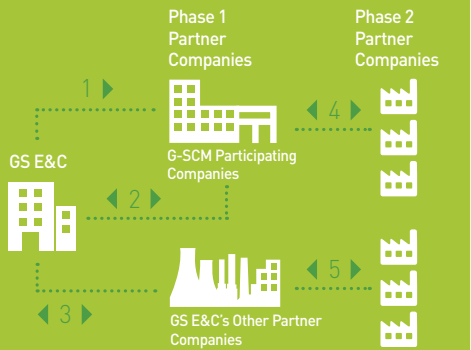 Phase 1
Partner
Companies
Phase 2
Partner
Companies
1
4
GS E&C
G-SCM Participating
Companies
2
5
3
GS E&C's Other Partner
Companies